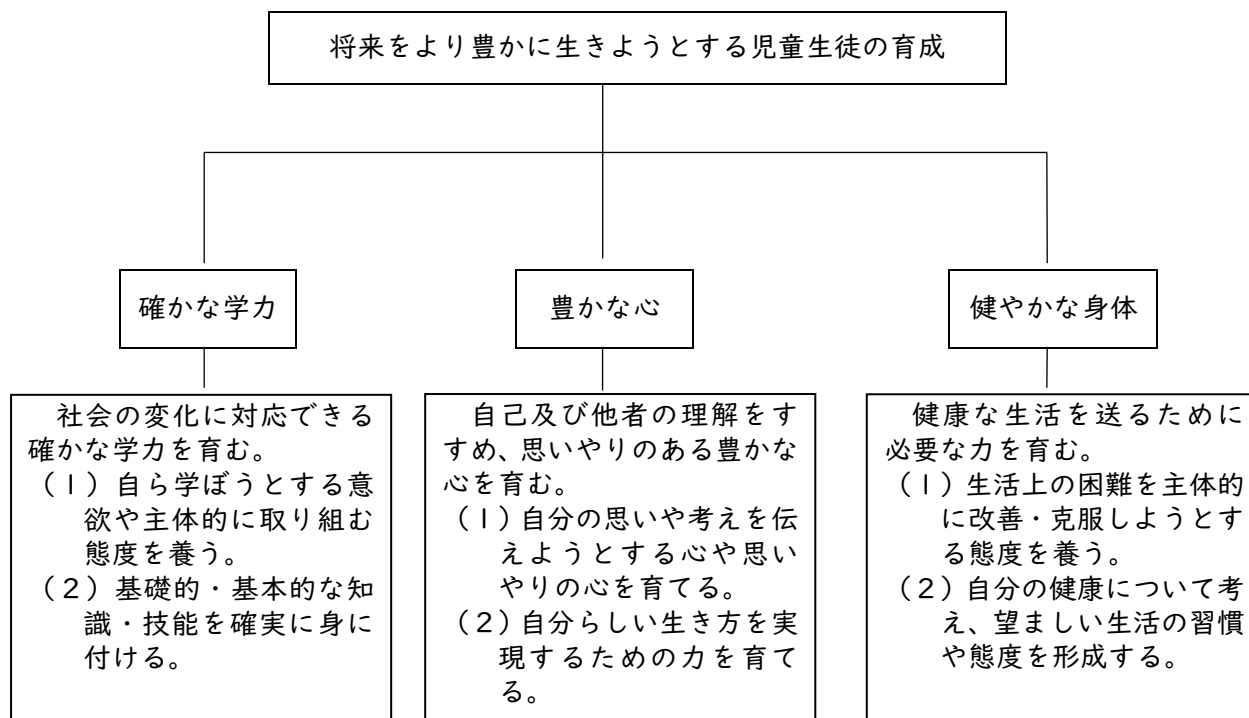 将来をより豊かに生きようとする児童生徒の育成
確かな学力
豊かな心
健やかな身体
社会の変化に対応できる
確かな学力を育む。
(1)自ら学ぼうとする意
欲や主体的に取り組む
態度を養う。
(2)基礎的・基本的な知
識・技能を確実に身に
付ける。
自己及び他者の理解をす
すめ、思いやりのある豊かな
心を育む。
(1)自分の思いや考えを伝
えようとする心や思い
やりの心を育てる。
(2)自分らしい生き方を実
現するための力を育て
る。
健康な生活を送るために
必要な力を育む。
(1)生活上の困難を主体的
に改善・克服しようとす
る態度を養う。
(2)自分の健康について考
え、望ましい生活の習慣
や態度を形成する。